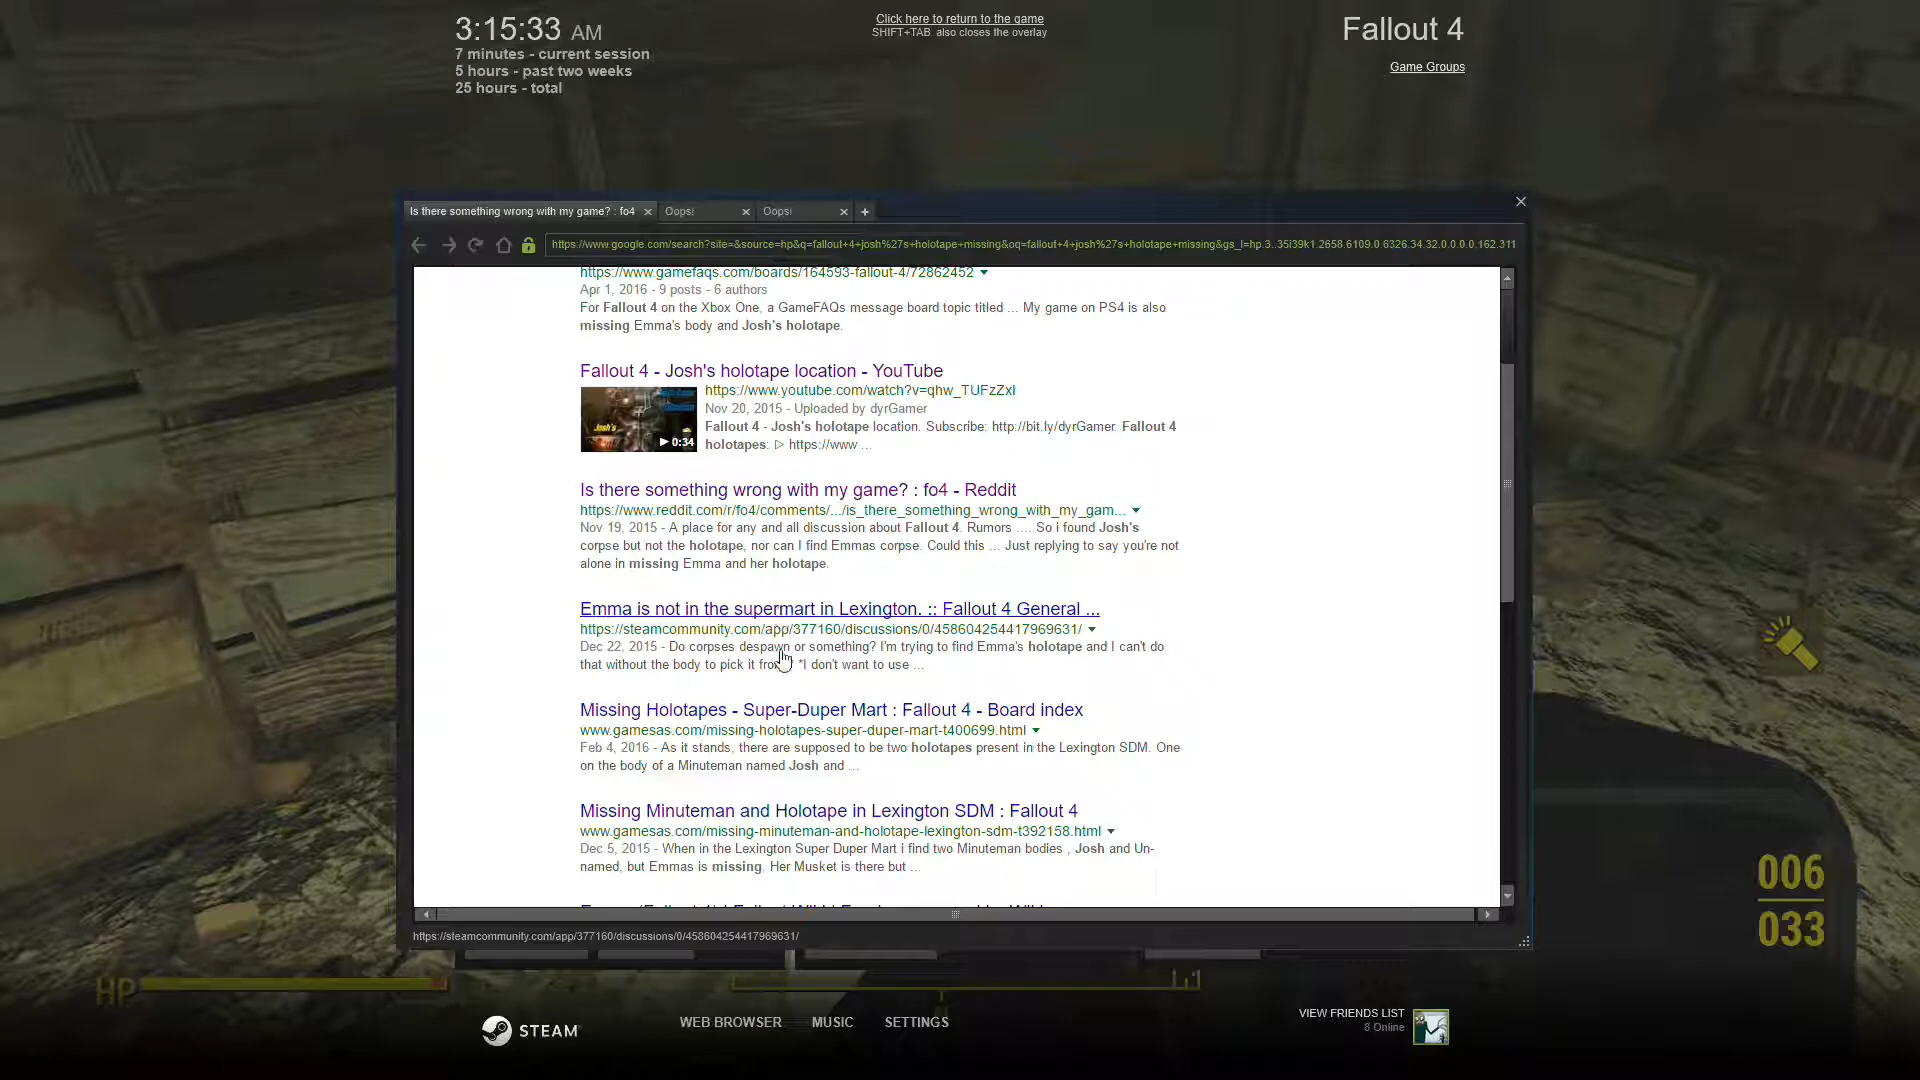 3:15:33 AM
7 minutes - current session
5 hours - past two weeks
25 hours - total
Click here to return to the game
SHIFT+TAB also closes the overlay
Fallout 4
Game Groups
Is there something wrong with my game? : fo4
Oops!
Oops!
https://www.google.com/search?site=&source=hp&q=fallout+4+josh%27s+holotape+missing&oq=fallout+4+josh%27s+holotape+missing&gs_l=hp.3..35i39k1.2658.6109.0.6326.34.32.0.0.0.0.162.311
https://www.gamefaqs.com/boards/164593-fallout-4/72862452
Apr 1, 2016 - 9 posts - 6 authors
For Fallout 4 on the Xbox One, a GameFAQs message board topic titled ... My game on PS4 is also
missing Emma's body and Josh's holotape.
Fallout 4 - Josh's holotape location - YouTube
https://www.youtube.com/watch?v=qhw_TUFzZxI
Nov 20, 2015 - Uploaded by dyrGamer
Fallout 4 - Josh's holotape location. Subscribe: http://bit.ly/dyrGamer. Fallout 4
holotapes: ▷ https://www ...
Josh's
▶ 0:34
Is there something wrong with my game? : fo4 - Reddit
https://www.reddit.com/r/fo4/comments/.../is_there_something_wrong_with_my_gam...
Nov 19, 2015 - A place for any and all discussion about Fallout 4. Rumors .... So i found Josh's
corpse but not the holotape, nor can I find Emmas corpse. Could this ... Just replying to say you're not
alone in missing Emma and her holotape.
Emma is not in the supermart in Lexington. :: Fallout 4 General ...
https://steamcommunity.com/app/377160/discussions/0/458604254417969631/
Dec 22, 2015 - Do corpses despawn or something? I'm trying to find Emma's holotape and I can't do
that without the body to pick it *I don't want to use ...
Missing Holotapes - Super-Duper Mart : Fallout 4 - Board index
www.gamesas.com/missing-holotapes-super-duper-mart-t400699.html
Feb 4, 2016 - As it stands, there are supposed to be two holotapes present in the Lexington SDM. One
on the body of a Minuteman named Josh and ...
Missing Minuteman and Holotape in Lexington SDM : Fallout 4
www.gamesas.com/missing-minuteman-and-holotape-lexington-sdm-t392158.html
Dec 5, 2015 - When in the Lexington Super Duper Mart i find two Minuteman bodies , Josh and Un-
named, but Emmas is missing. Her Musket is there but ...
https://steamcommunity.com/app/377160/discussions/0/458604254417969631/
006
033
HP
STEAM
WEB BROWSER
MUSIC
SETTINGS
VIEW FRIENDS LIST
8 Online